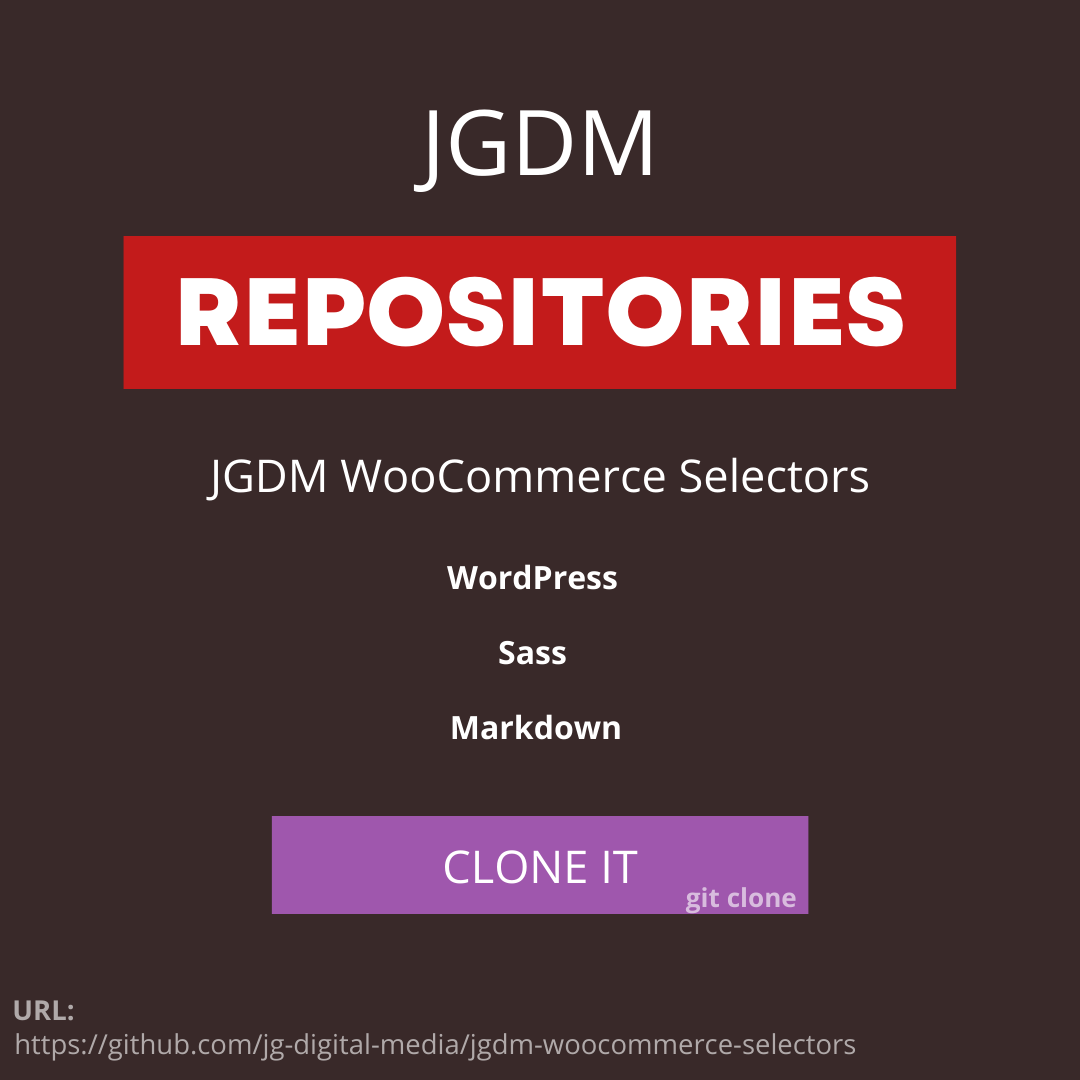 JGDM
REPOSITORIES
JGDM WooCommerce Selectors
WordPress
Sass
Markdown
CLONE IT
git clone
URL:
https://github.com/jg-digital-media/jgdm-woocommerce-selectors